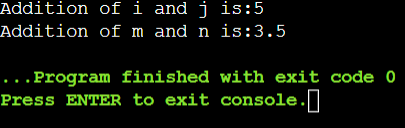 Addition of i and j is:5
Addition of m and n is:3.5
...Program finished with exit code 0
Press ENTER to exit console.